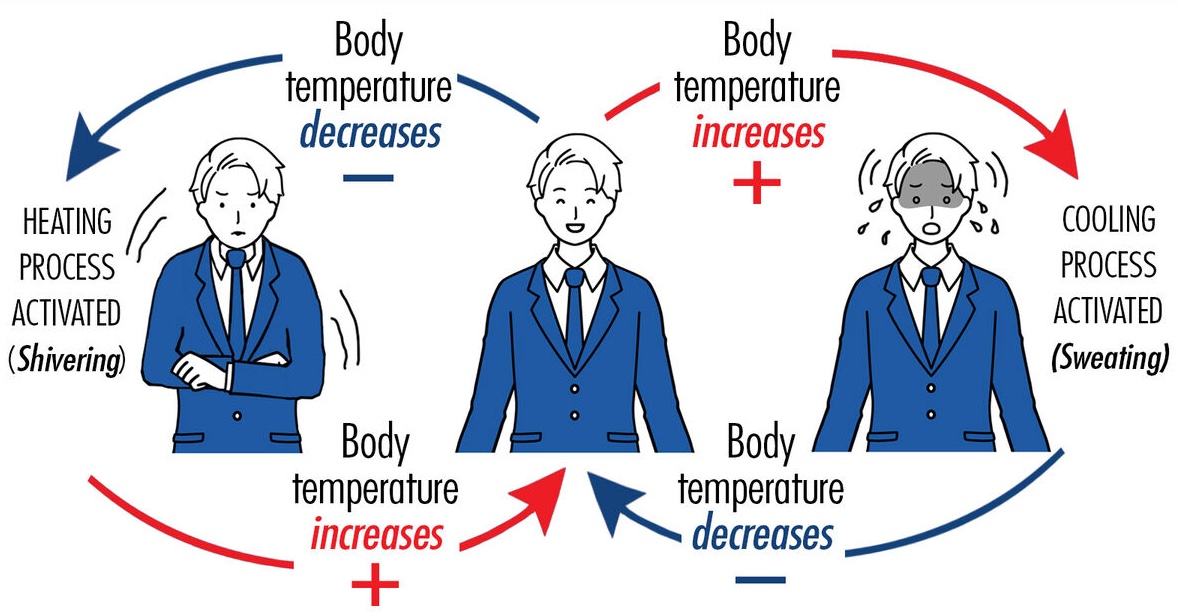 Body
temperature
decreases
−
Body
temperature
increases
+
HEATING
PROCESS
ACTIVATED
(Shivering)
COOLING
PROCESS
ACTIVATED
(Sweating)
Body
temperature
increases
+
Body
temperature
decreases
−